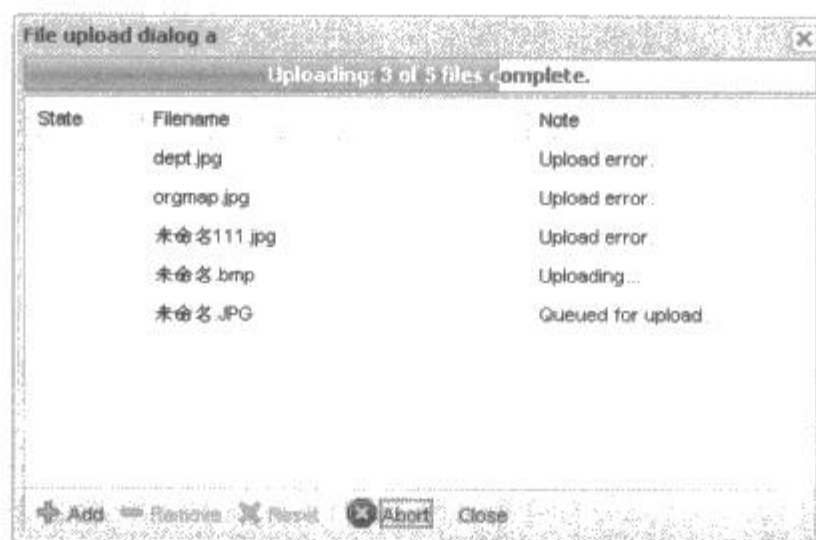 File upload dialog a
Uploading: 3 of 5 files complete.
State Filename Note
dept.jpg Upload error.
orgmap.jpg Upload error.
未命名111.jpg Upload error.
未命名.bmp Uploading...
未命名.JPG Queued for upload.
Add Remove Reset Abort Close